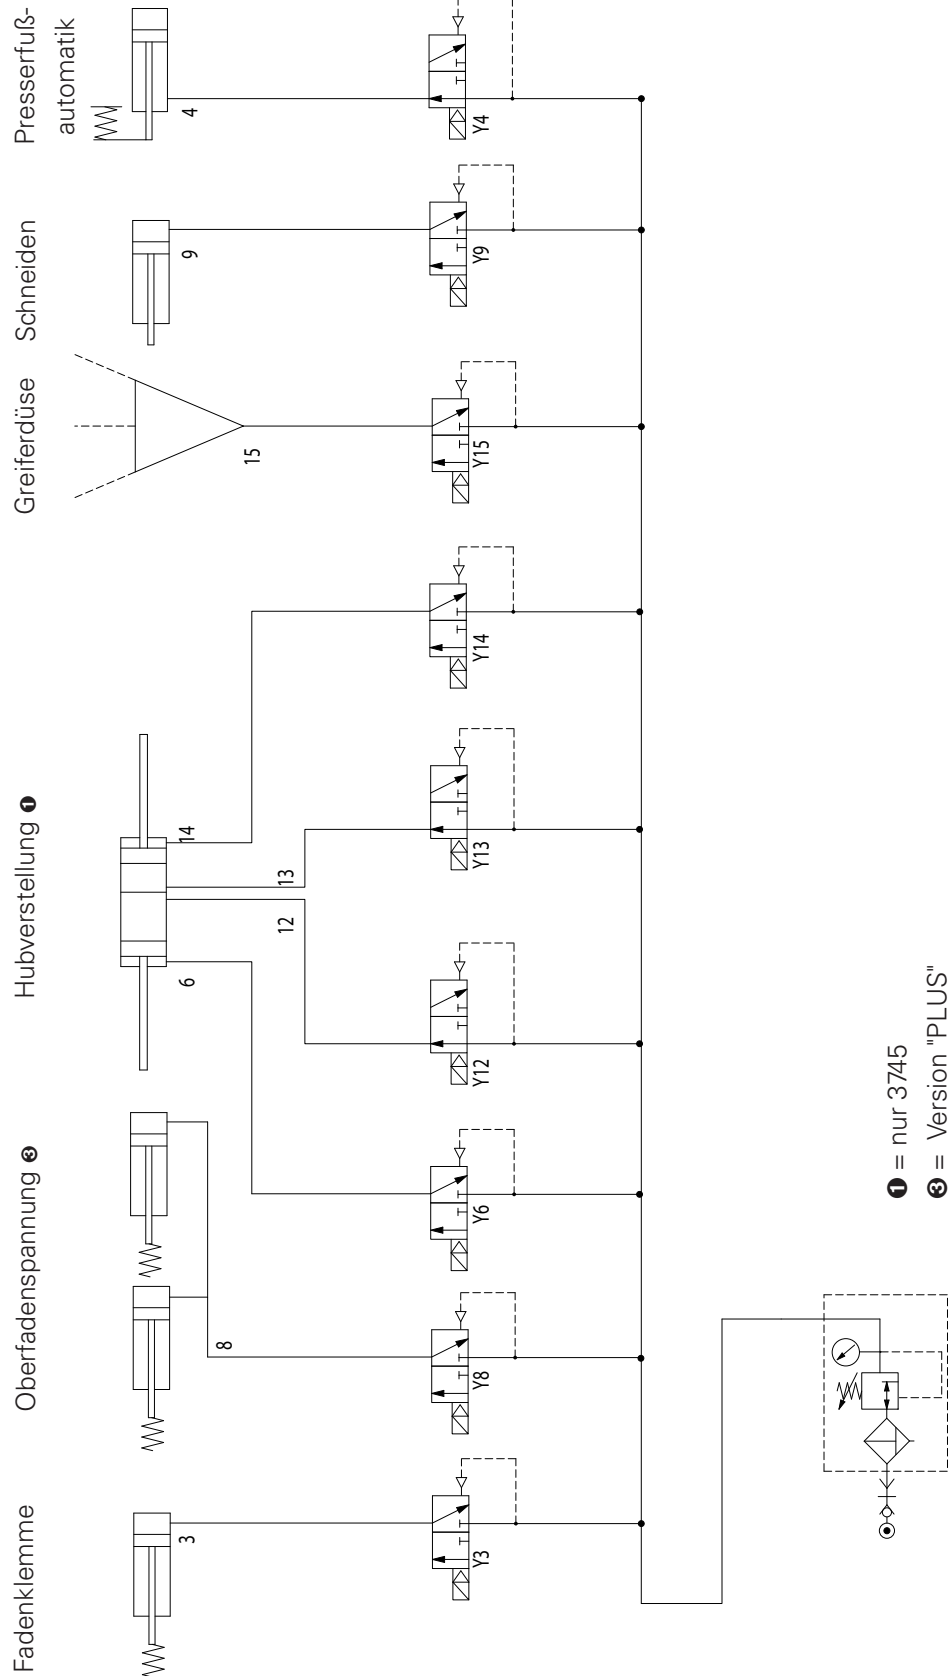 Fadenklemme
Oberfadenspannung ❸
Hubverstellung ❶
Greiferdüse
Schneiden
Presserfuß-
automatik
3
8
6
12
13
14
15
9
4
Y3
Y8
Y6
Y12
Y13
Y14
Y15
Y9
Y4
❶ = nur 3745
❸ = Version "PLUS"